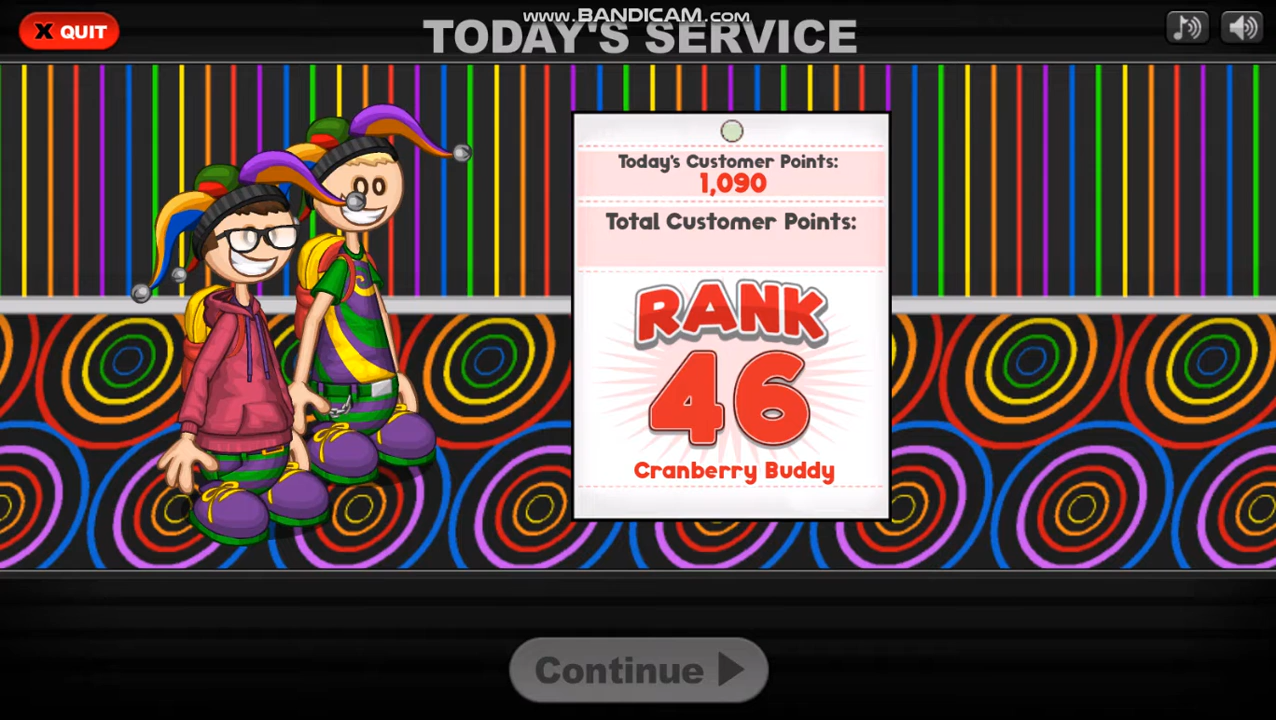 www.BANDICAM.com
X QUIT
TODAY'S SERVICE
Today's Customer Points:
1,090
Total Customer Points:
RANK
46
Cranberry Buddy
Continue